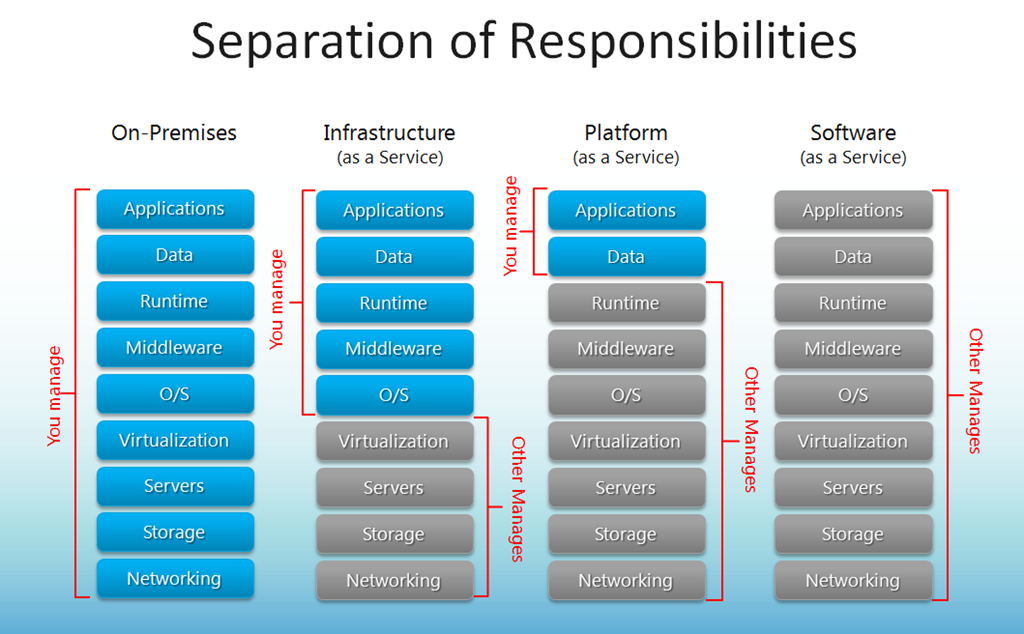 Separation of Responsibilities
On-Premises
You manage
Applications
Data
Runtime
Middleware
O/S
Virtualization
Servers
Storage
Networking
Infrastructure
(as a Service)
You manage
Applications
Data
Runtime
Middleware
O/S
Virtualization
Servers
Storage
Networking
Other Manages
Platform
(as a Service)
You manage
Applications
Data
Runtime
Middleware
O/S
Virtualization
Servers
Storage
Networking
Other Manages
Software
(as a Service)
Applications
Data
Runtime
Middleware
O/S
Virtualization
Servers
Storage
Networking
Other Manages